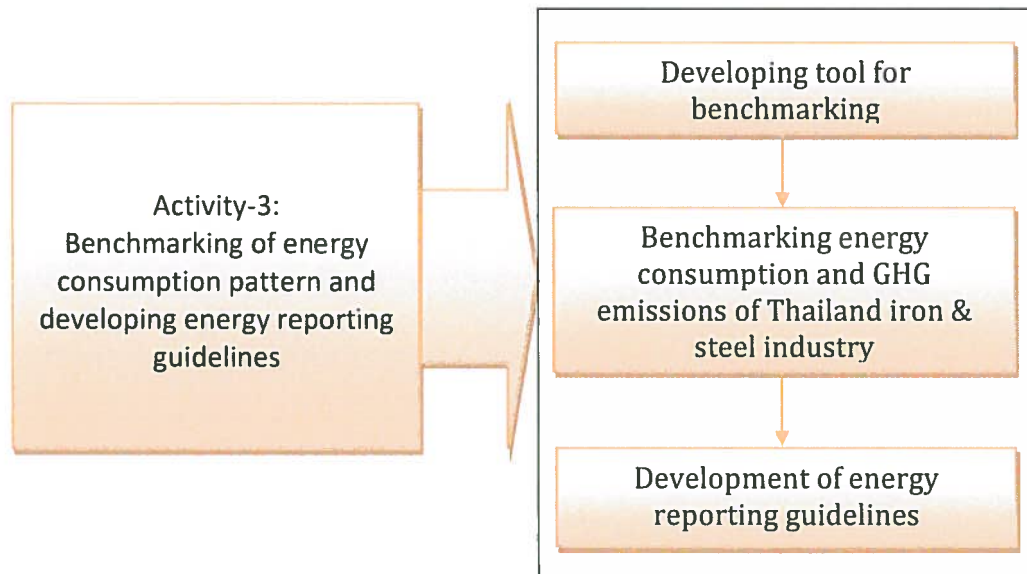 Activity-3:
Benchmarking of energy
consumption pattern and
developing energy reporting
guidelines
Developing tool for
benchmarking
Benchmarking energy
consumption and GHG
emissions of Thailand iron &
steel industry
Development of energy
reporting guidelines